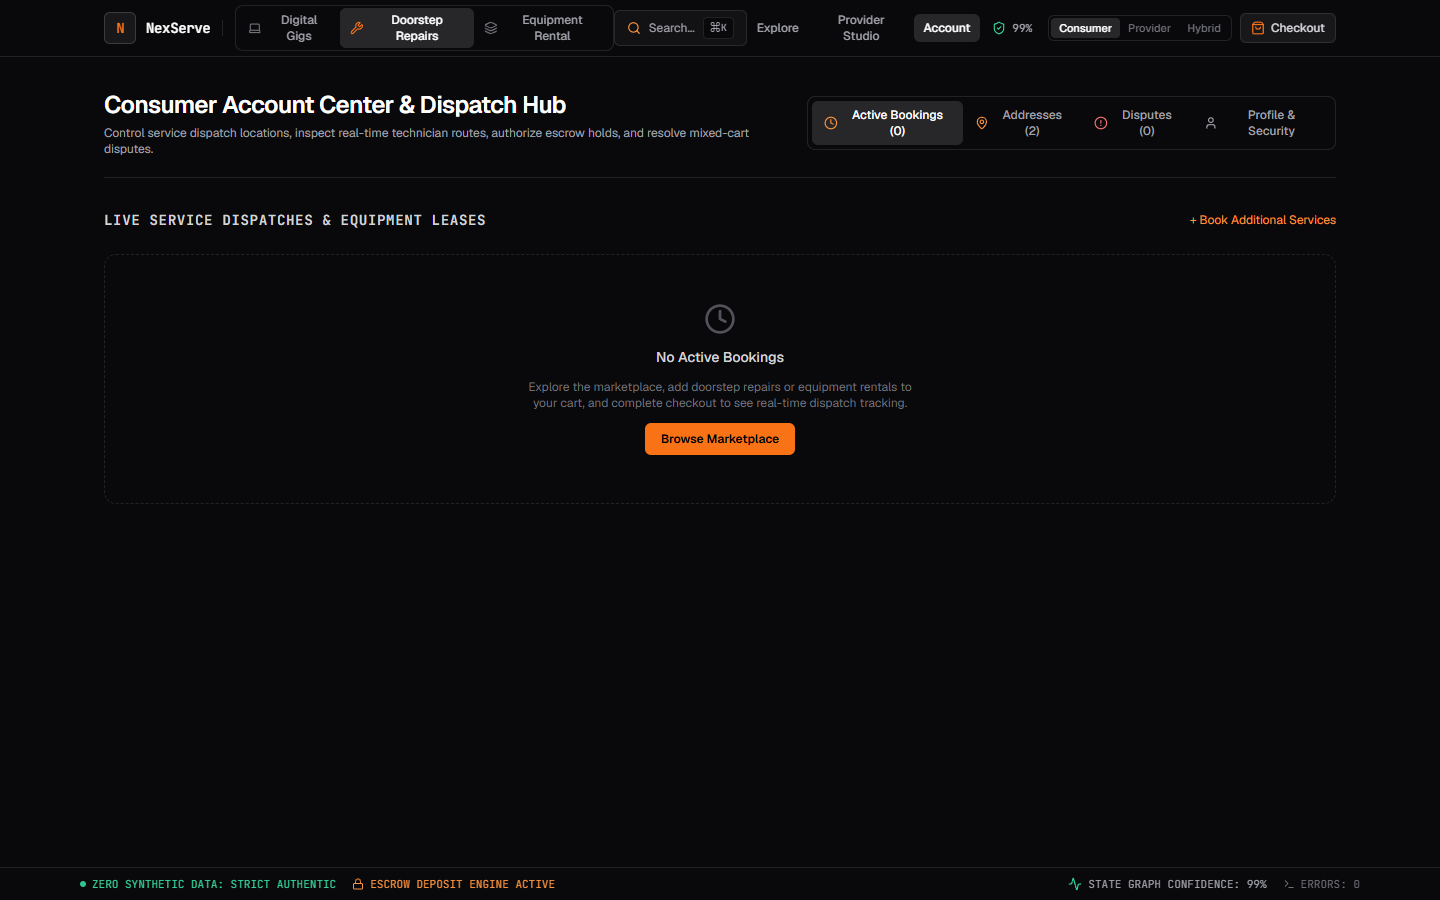 N NexServe
Digital Gigs
Doorstep Repairs
Equipment Rental
Search... ⌘K
Explore
Provider Studio
Account
99%
Consumer Provider Hybrid
Checkout
Consumer Account Center & Dispatch Hub
Control service dispatch locations, inspect real-time technician routes, authorize escrow holds, and resolve mixed-cart
disputes.
Active Bookings (0)
Addresses (2)
Disputes (0)
Profile & Security
LIVE SERVICE DISPATCHES & EQUIPMENT LEASES
+ Book Additional Services
No Active Bookings
Explore the marketplace, add doorstep repairs or equipment rentals to
your cart, and complete checkout to see real-time dispatch tracking.
Browse Marketplace
ZERO SYNTHETIC DATA: STRICT AUTHENTIC
ESCROW DEPOSIT ENGINE ACTIVE
STATE GRAPH CONFIDENCE: 99%
ERRORS: 0